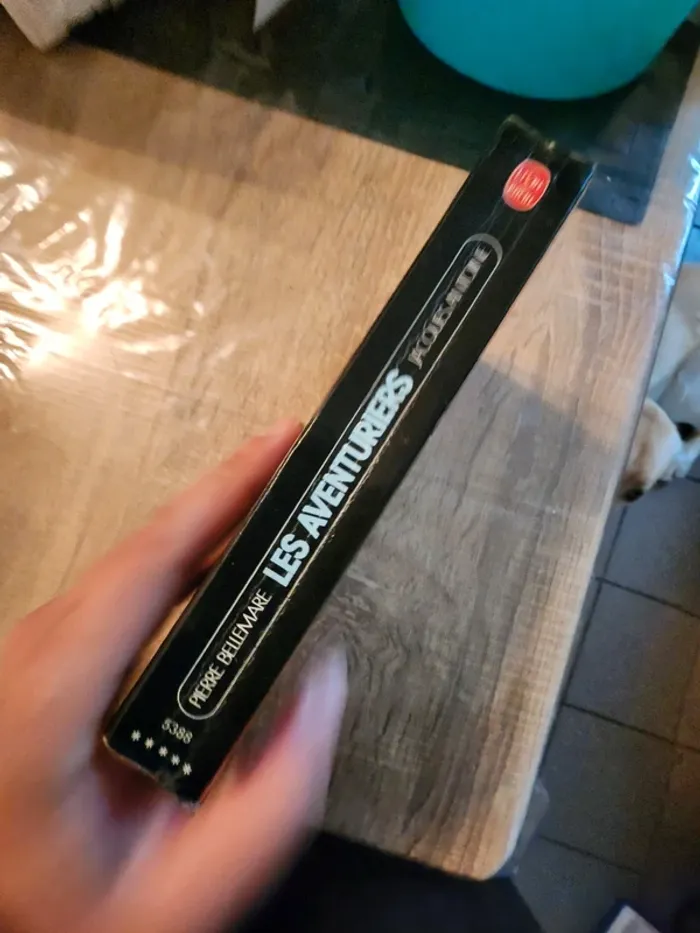 PIERRE BELLEMARE LES AVENTURIERS
5388
*****